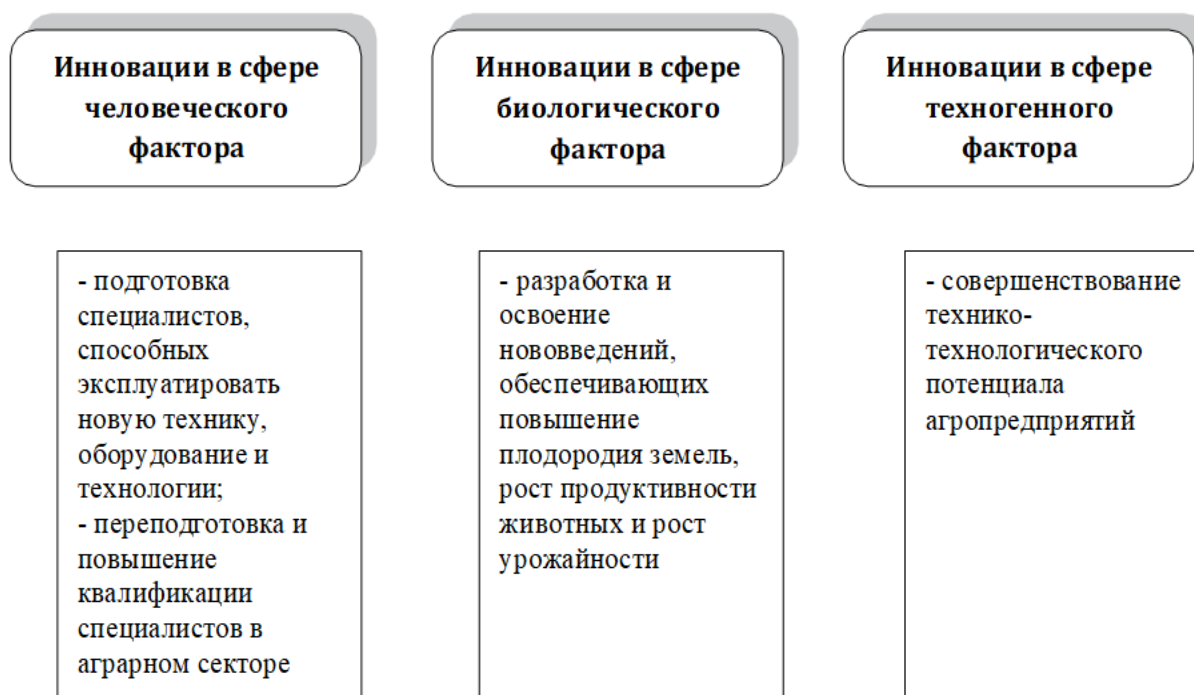 Инновации в сфере
человеческого
фактора
Инновации в сфере
биологического
фактора
Инновации в сфере
техногенного
фактора
- подготовка
специалистов,
способных
эксплуатировать
новую технику,
оборудование и
технологии;
- переподготовка и
повышение
квалификации
специалистов в
аграрном секторе
- разработка и
освоение
нововведений,
обеспечивающих
повышение
плодородия земель,
рост продуктивности
животных и рост
урожайности
- совершенствование
технико-
технологического
потенциала
агропредприятий